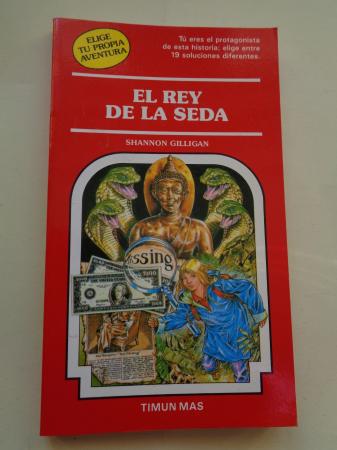 ELIGE
TU PROPIA
AVENTURA
Tú eres el protagonista
de esta historia: elige entre
19 soluciones diferentes.
EL REY
DE LA SEDA
SHANNON GILLIGAN
issing
TIMUN MAS